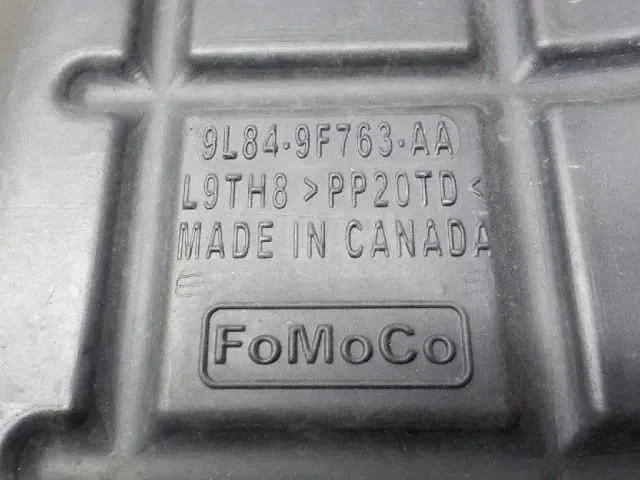 9L84-9F763-AA
L9TH8 >PP20TD<
MADE IN CANADA
FoMoCo